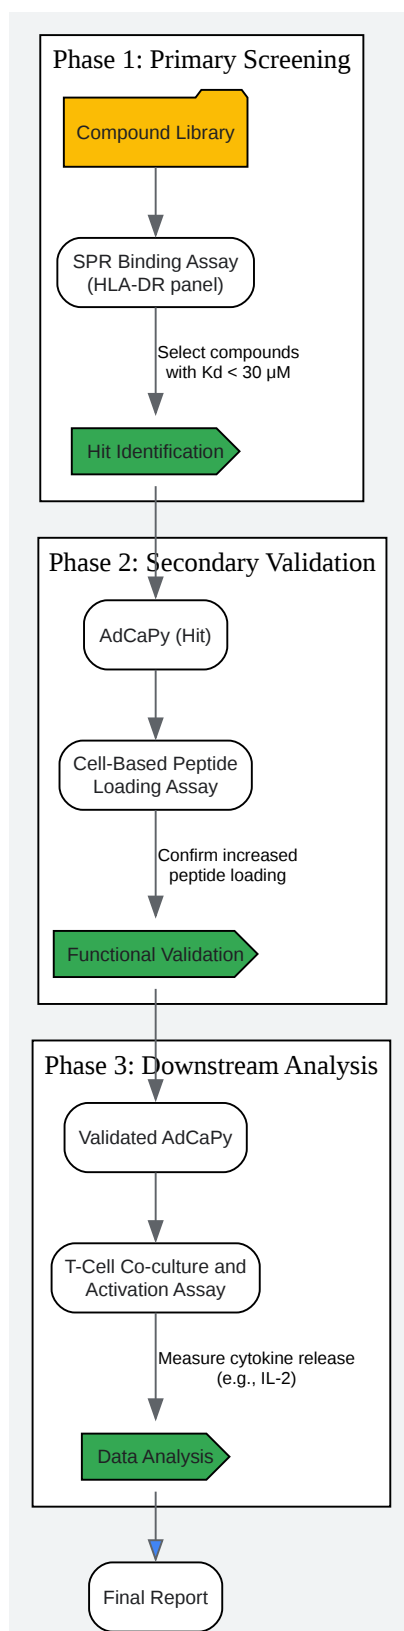 Phase 1: Primary Screening
Compound Library
SPR Binding Assay
(HLA-DR panel)
Select compounds
with Kd < 30 μM
Hit Identification
Phase 2: Secondary Validation
AdCaPy (Hit)
Cell-Based Peptide
Loading Assay
Confirm increased
peptide loading
Functional Validation
Phase 3: Downstream Analysis
Validated AdCaPy
T-Cell Co-culture and
Activation Assay
Measure cytokine release
(e.g., IL-2)
Data Analysis
Final Report